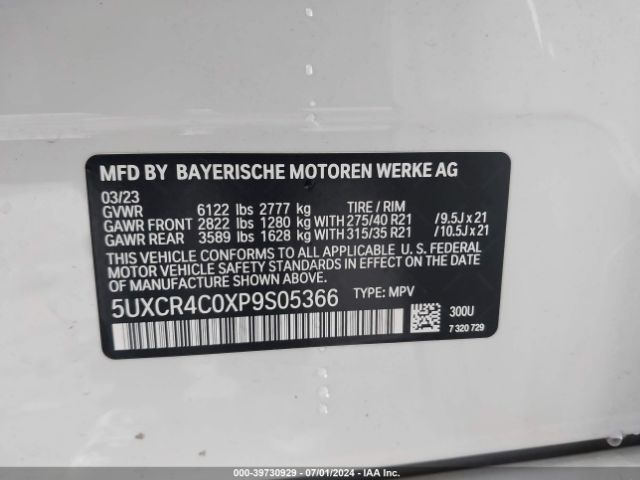 MFD BY BAYERISCHE MOTOREN WERKE AG
03/23
GVWR 6122 lbs 2777 kg TIRE / RIM
GAWR FRONT 2822 lbs 1280 kg WITH 275/40 R21 /9.5J x 21
GAWR REAR 3589 lbs 1628 kg WITH 315/35 R21 /10.5J x 21
THIS VEHICLE CONFORMS TO ALL APPLICABLE U. S. FEDERAL
MOTOR VEHICLE SAFETY STANDARDS IN EFFECT ON THE DATE
OF MANUFACTURE SHOWN ABOVE.
5UXCR4C0XP9S05366 TYPE: MPV
300U
7 320 729
000-39730929 - 07/01/2024 - IAA Inc.